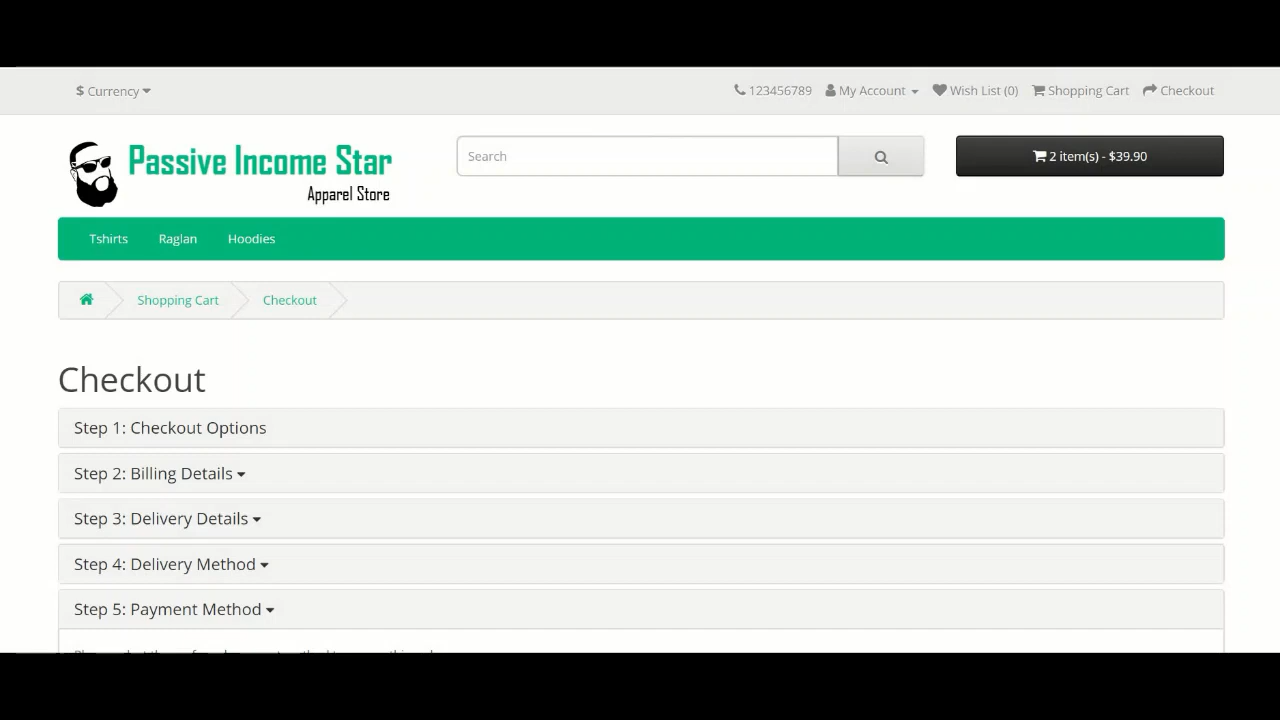 $ Currency
123456789 My Account Wish List (0) Shopping Cart Checkout
Passive Income Star
Apparel Store
Search
2 item(s) - $39.90
Tshirts Raglan Hoodies
Shopping Cart Checkout
Checkout
Step 1: Checkout Options
Step 2: Billing Details
Step 3: Delivery Details
Step 4: Delivery Method
Step 5: Payment Method